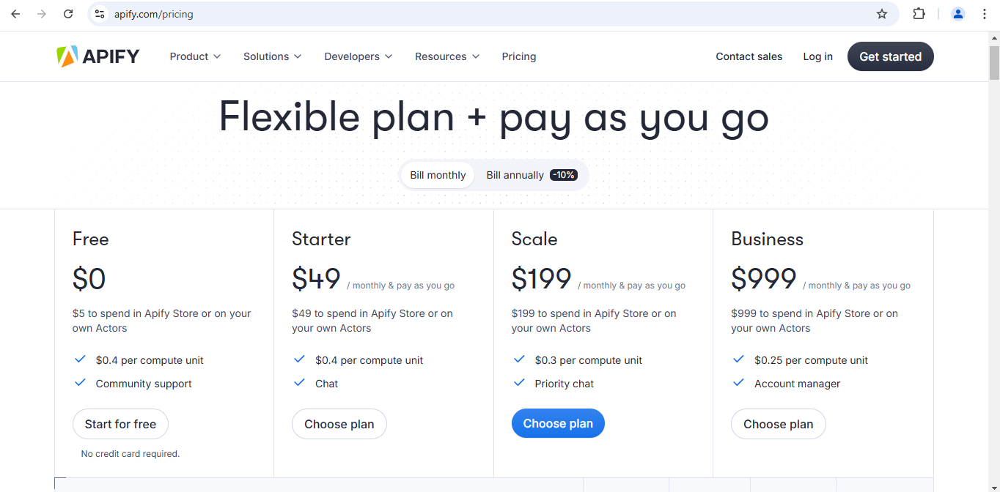 apify.com/pricing
APIFY
Product
Solutions
Developers
Resources
Pricing
Contact sales
Log in
Get started
Flexible plan + pay as you go
Bill monthly
Bill annually -10%
Free
$0
$5 to spend in Apify Store or on your
own Actors
$0.4 per compute unit
Community support
Start for free
No credit card required.
Starter
$49 / monthly & pay as you go
$49 to spend in Apify Store or on
your own Actors
$0.4 per compute unit
Chat
Choose plan
Scale
$199 / monthly & pay as you go
$199 to spend in Apify Store or on
your own Actors
$0.3 per compute unit
Priority chat
Choose plan
Business
$999 / monthly & pay as you go
$999 to spend in Apify Store or on
your own Actors
$0.25 per compute unit
Account manager
Choose plan